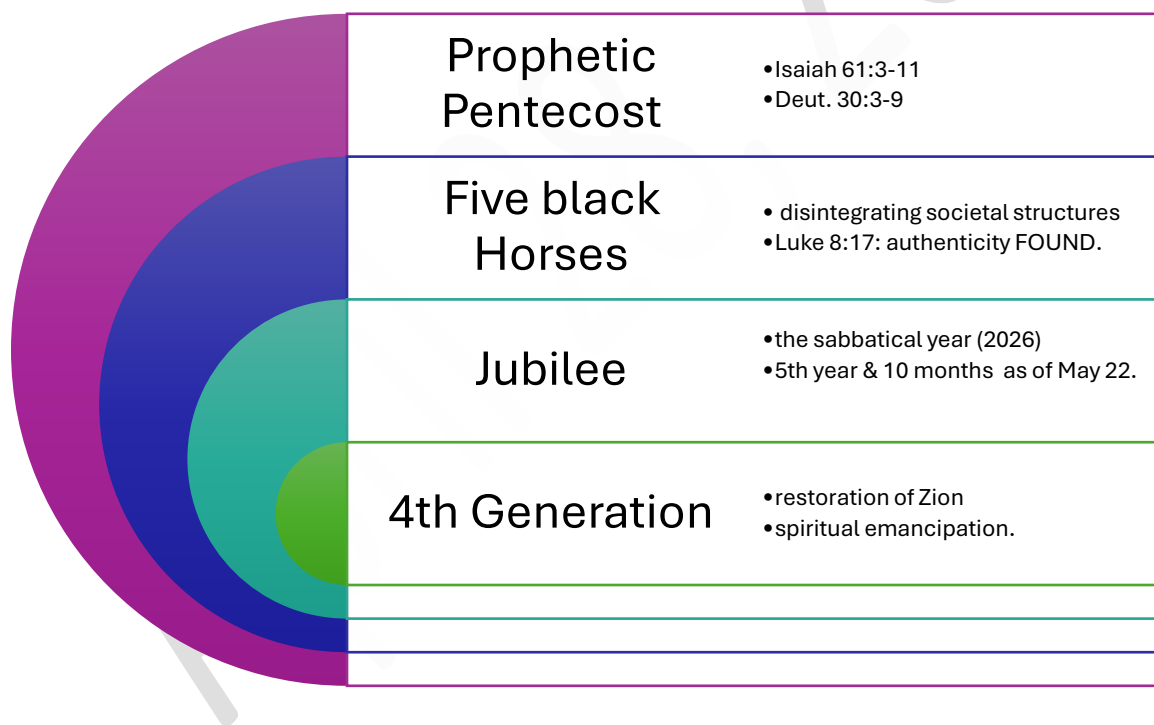 Prophetic
Pentecost
•Isaiah 61:3-11
•Deut. 30:3-9
Five black
Horses
• disintegrating societal structures
•Luke 8:17: authenticity FOUND.
Jubilee
•the sabbatical year (2026)
•5th year & 10 months  as of May 22.
4th Generation
•restoration of Zion
•spiritual emancipation.